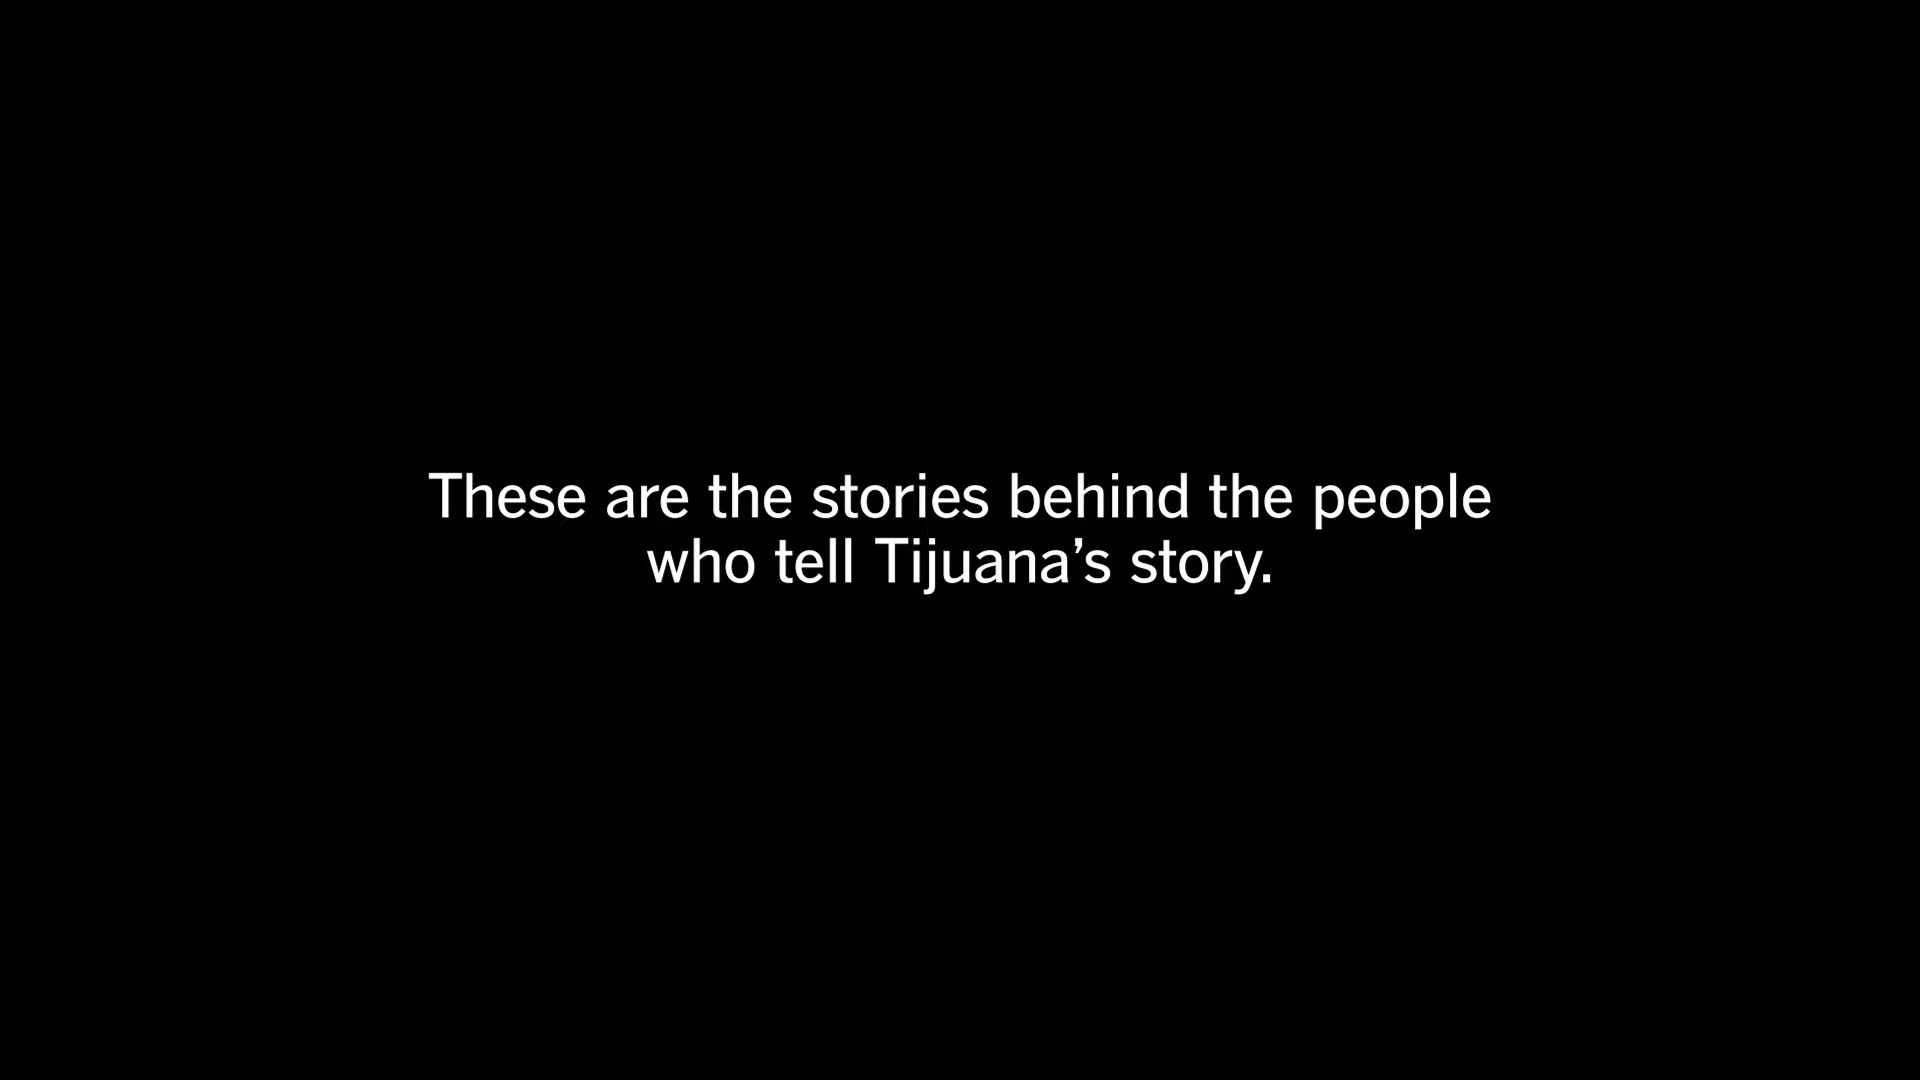 These are the stories behind the people
who tell Tijuana’s story.